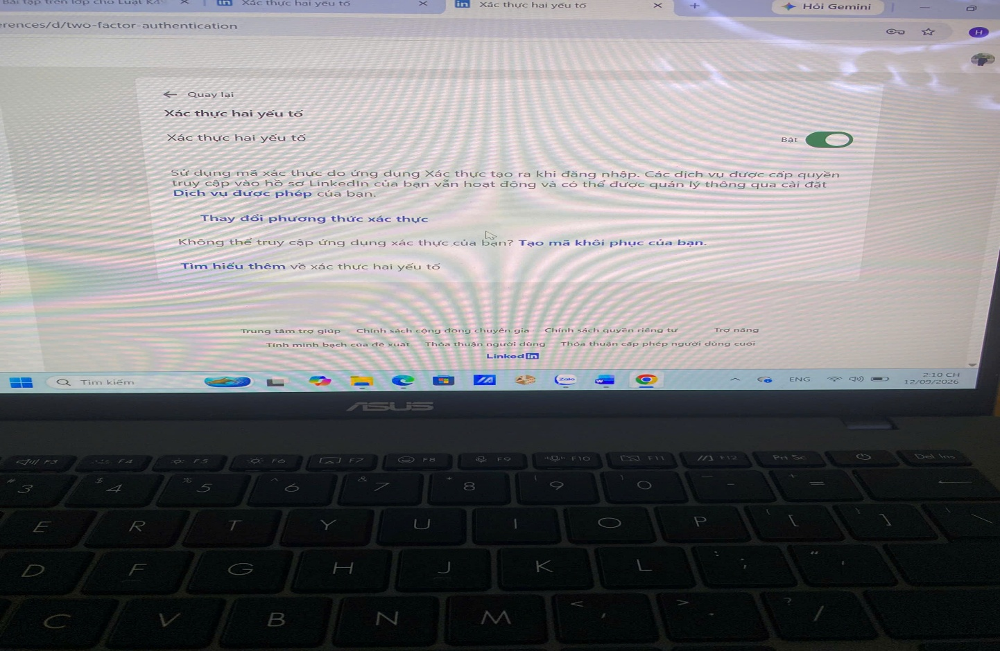 Bài tập trên lớp cho Luật K4
Xác thực hai yếu tố
Xác thực hai yếu tố
Hỏi Gemini
erences/d/two-factor-authentication
H
Quay lại
Xác thực hai yếu tố
Xác thực hai yếu tố
Bật
Sử dụng mã xác thực do ứng dụng Xác thực tạo ra khi đăng nhập. Các dịch vụ được cấp quyền
truy cập vào hồ sơ LinkedIn của bạn vẫn hoạt động và có thể được quản lý thông qua cài đặt
Dịch vụ được phép của bạn.
Thay đổi phương thức xác thực
Không thể truy cập ứng dụng xác thực của bạn? Tạo mã khôi phục của bạn.
Tìm hiểu thêm về xác thực hai yếu tố
Trung tâm trợ giúp Chính sách cộng đồng chuyên gia Chính sách quyền riêng tư Trợ năng
Tính minh bạch của đề xuất Thỏa thuận người dùng Thỏa thuận cấp phép người dùng cuối
LinkedIn
Tìm kiếm
Zalo
ENG
2:10 CH
12/09/2026
ASUS
F3 F4 F5 F6 F7 F8 F9 F10 F11 F12 Prt Sc Del Ins
# 3 $ 4 % 5 ^ 6 & 7 * 8 ( 9 ) 0 _ - + =
E R T Y U I O P { [ } ] | \
D F G H J K L : ; " '
C V B N M < , > . ? /